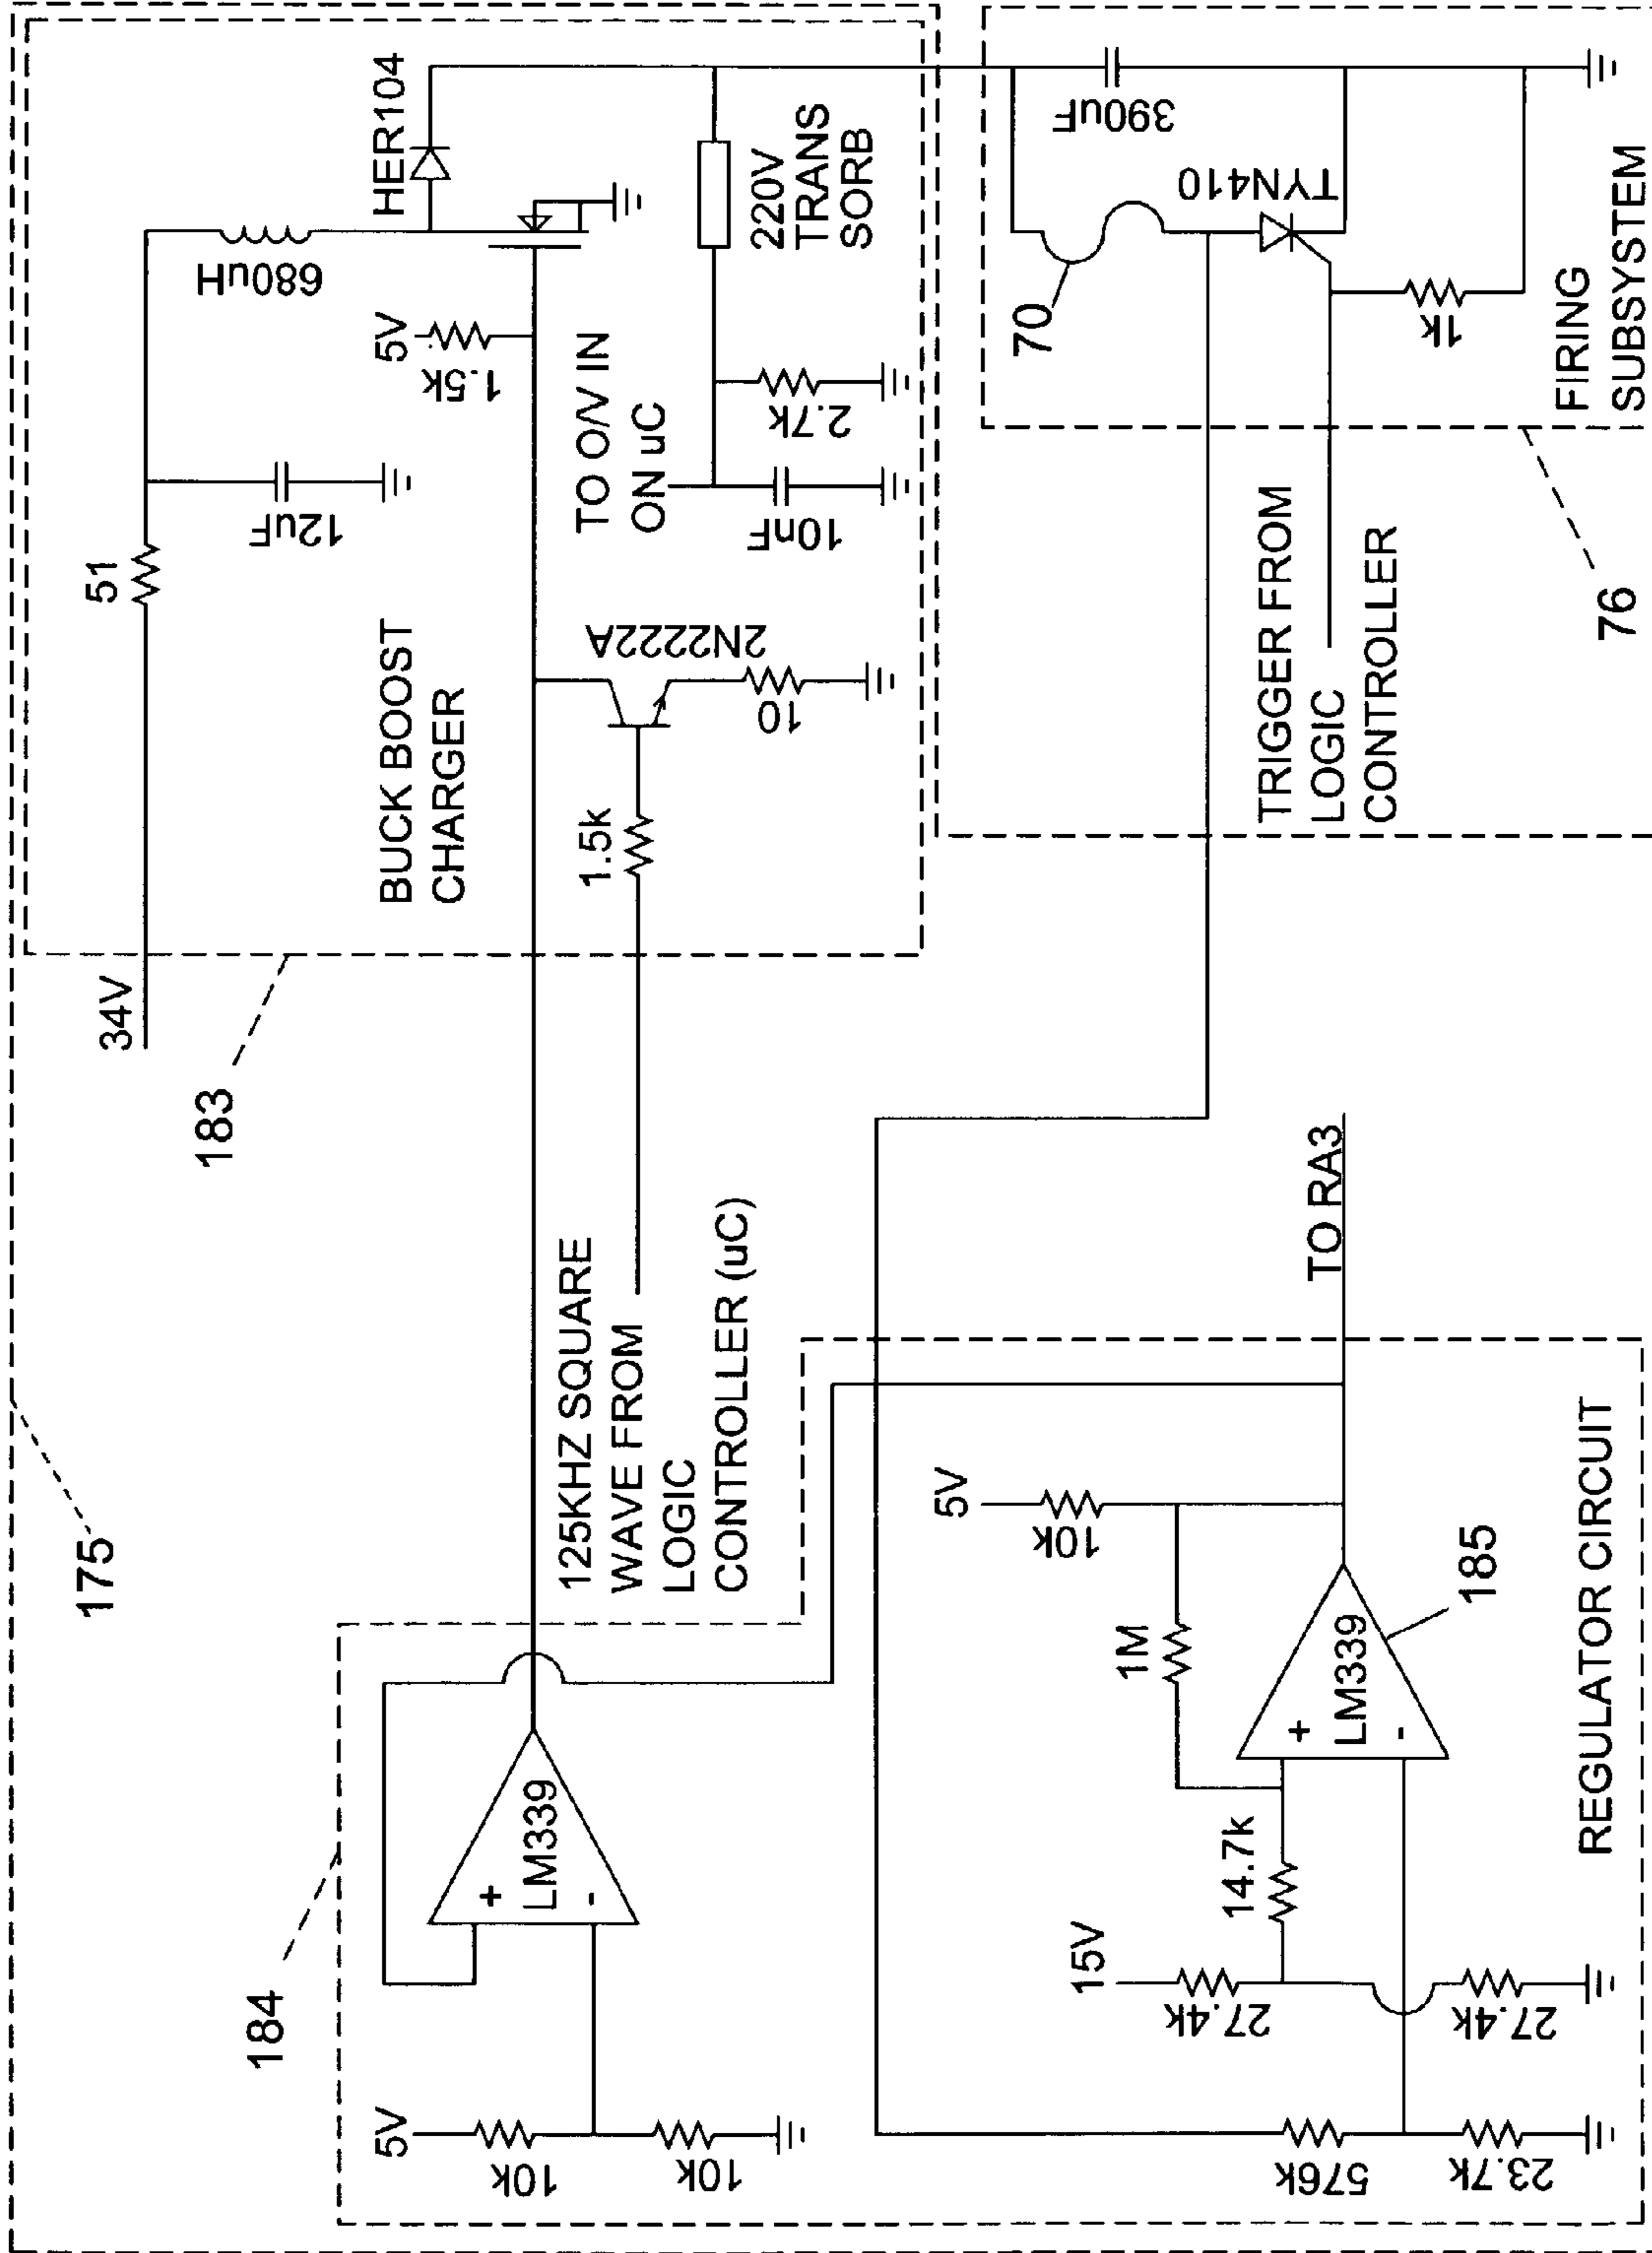 175
34V
183
51
12uF
680uH
HER104
BUCK BOOST
CHARGER
5V
1.5k
TO O/V IN
ON uC
220V
TRANS
SORB
2.7k
10nF
2N2222A
10
1.5k
125KHZ SQUARE
WAVE FROM
LOGIC
CONTROLLER (uC)
184
5V
10k
10k
+
-
LM339
15V
27.4k
27.4k
14.7k
1M
5V
10k
+
-
LM339
185
576k
23.7k
REGULATOR CIRCUIT
TO RA3
TRIGGER FROM
LOGIC
CONTROLLER
70
390uF
TYN410
1k
FIRING
SUBSYSTEM
76